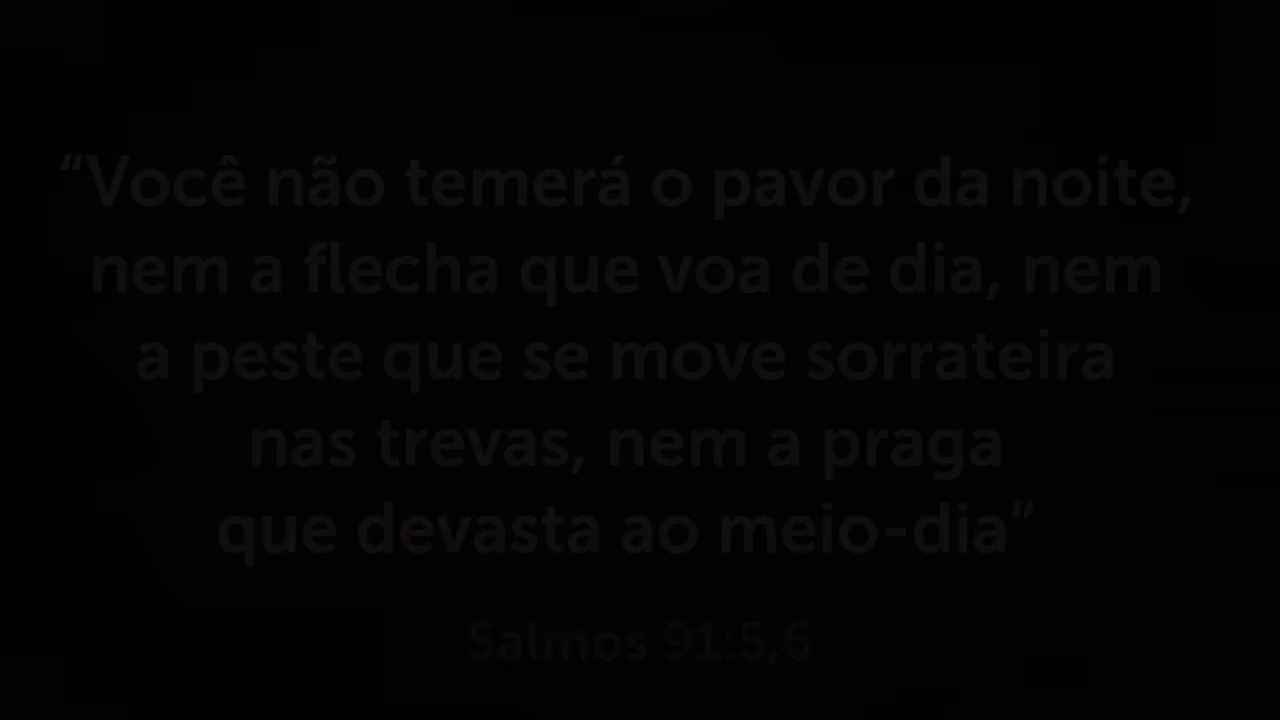 “Você não temerá o pavor da noite,
nem a flecha que voa de dia, nem
a peste que se move sorrateira
nas trevas, nem a praga
que devasta ao meio-dia”
Salmos 91:5,6